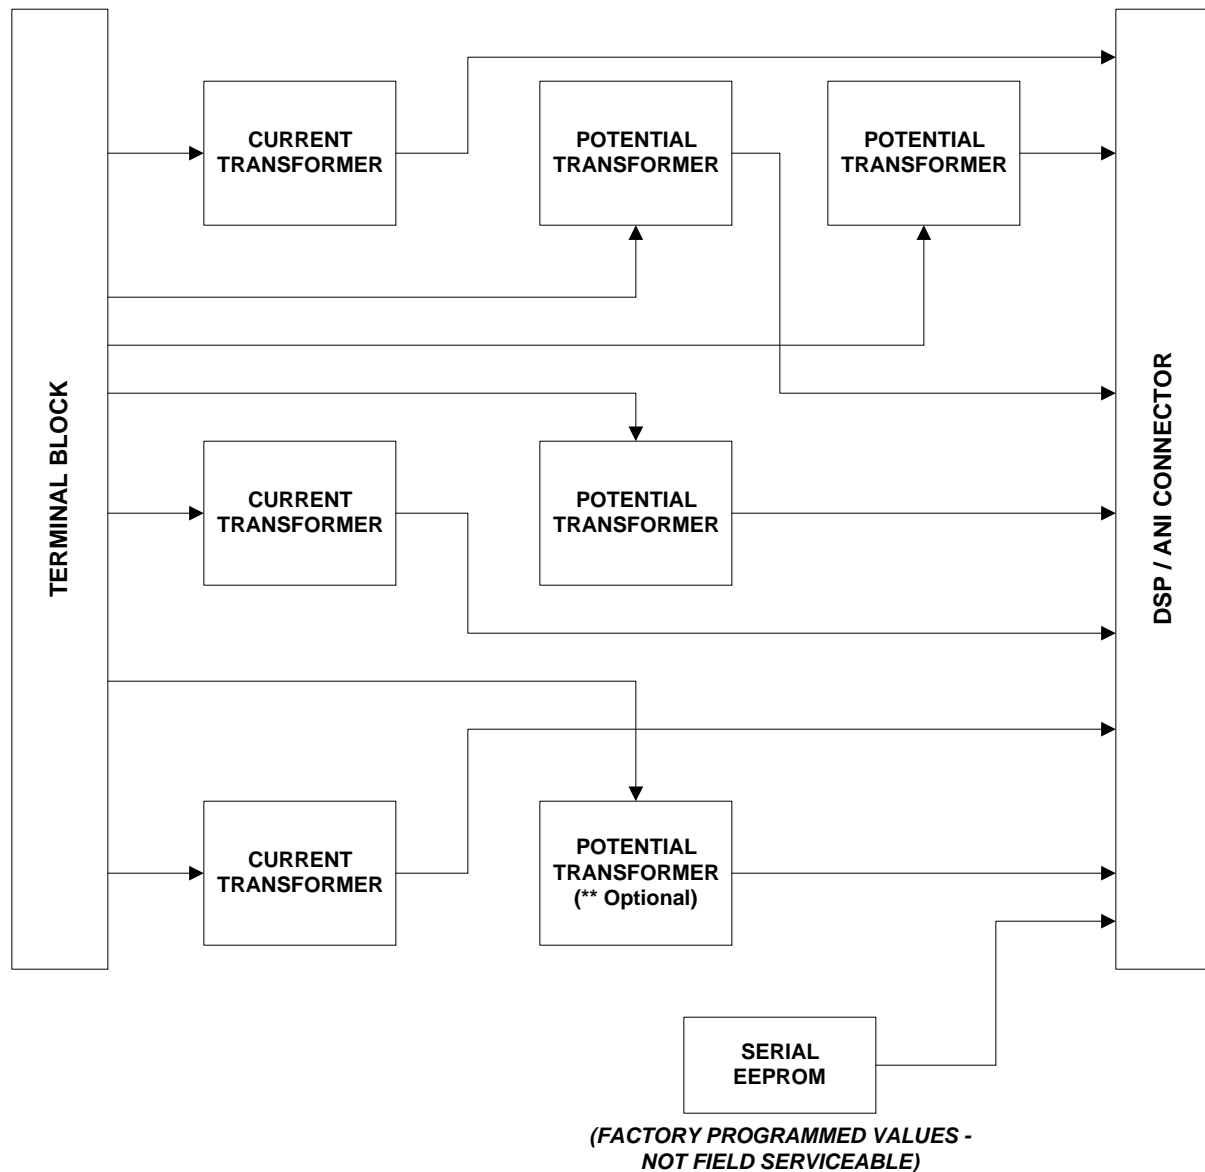 CURRENT
TRANSFORMER
POTENTIAL
TRANSFORMER
POTENTIAL
TRANSFORMER
TERMINAL BLOCK
DSP / ANI CONNECTOR
CURRENT
TRANSFORMER
POTENTIAL
TRANSFORMER
CURRENT
TRANSFORMER
POTENTIAL
TRANSFORMER
(** Optional)
SERIAL
EEPROM
(FACTORY PROGRAMMED VALUES -
NOT FIELD SERVICEABLE)